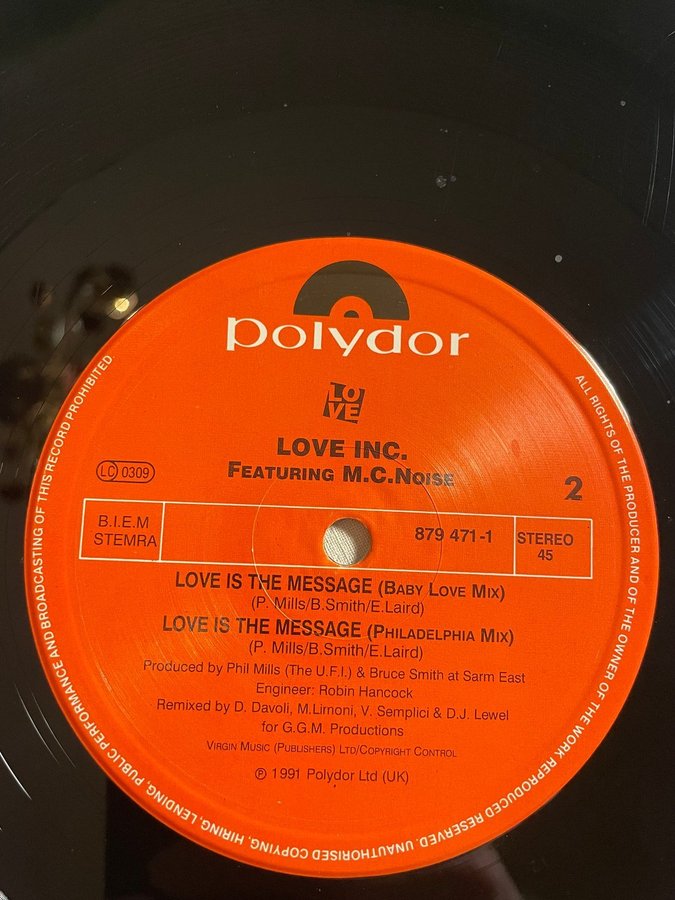 polydor
LO
VE
LOVE INC.
FEATURING M.C.NOISE
LC 0309
2
B.I.E.M
STEMRA
879 471-1
STEREO
45
LOVE IS THE MESSAGE (BABY LOVE MIX)
(P. Mills/B.Smith/E.Laird)
LOVE IS THE MESSAGE (PHILADELPHIA MIX)
(P. Mills/B.Smith/E.Laird)
Produced by Phil Mills (The U.F.I.) & Bruce Smith at Sarm East
Engineer: Robin Hancock
Remixed by D. Davoli, M.Lirnoni, V. Semplici & D.J. Lewel
for G.G.M. Productions
VIRGIN MUSIC (PUBLISHERS) LTD/COPYRIGHT CONTROL
℗ 1991 Polydor Ltd (UK)
ALL RIGHTS OF THE PRODUCER AND OF THE OWNER OF THE WORK REPRODUCED RESERVED. UNAUTHORISED COPYING, HIRING, LENDING, PUBLIC PERFORMANCE AND BROADCASTING OF THIS RECORD PROHIBITED